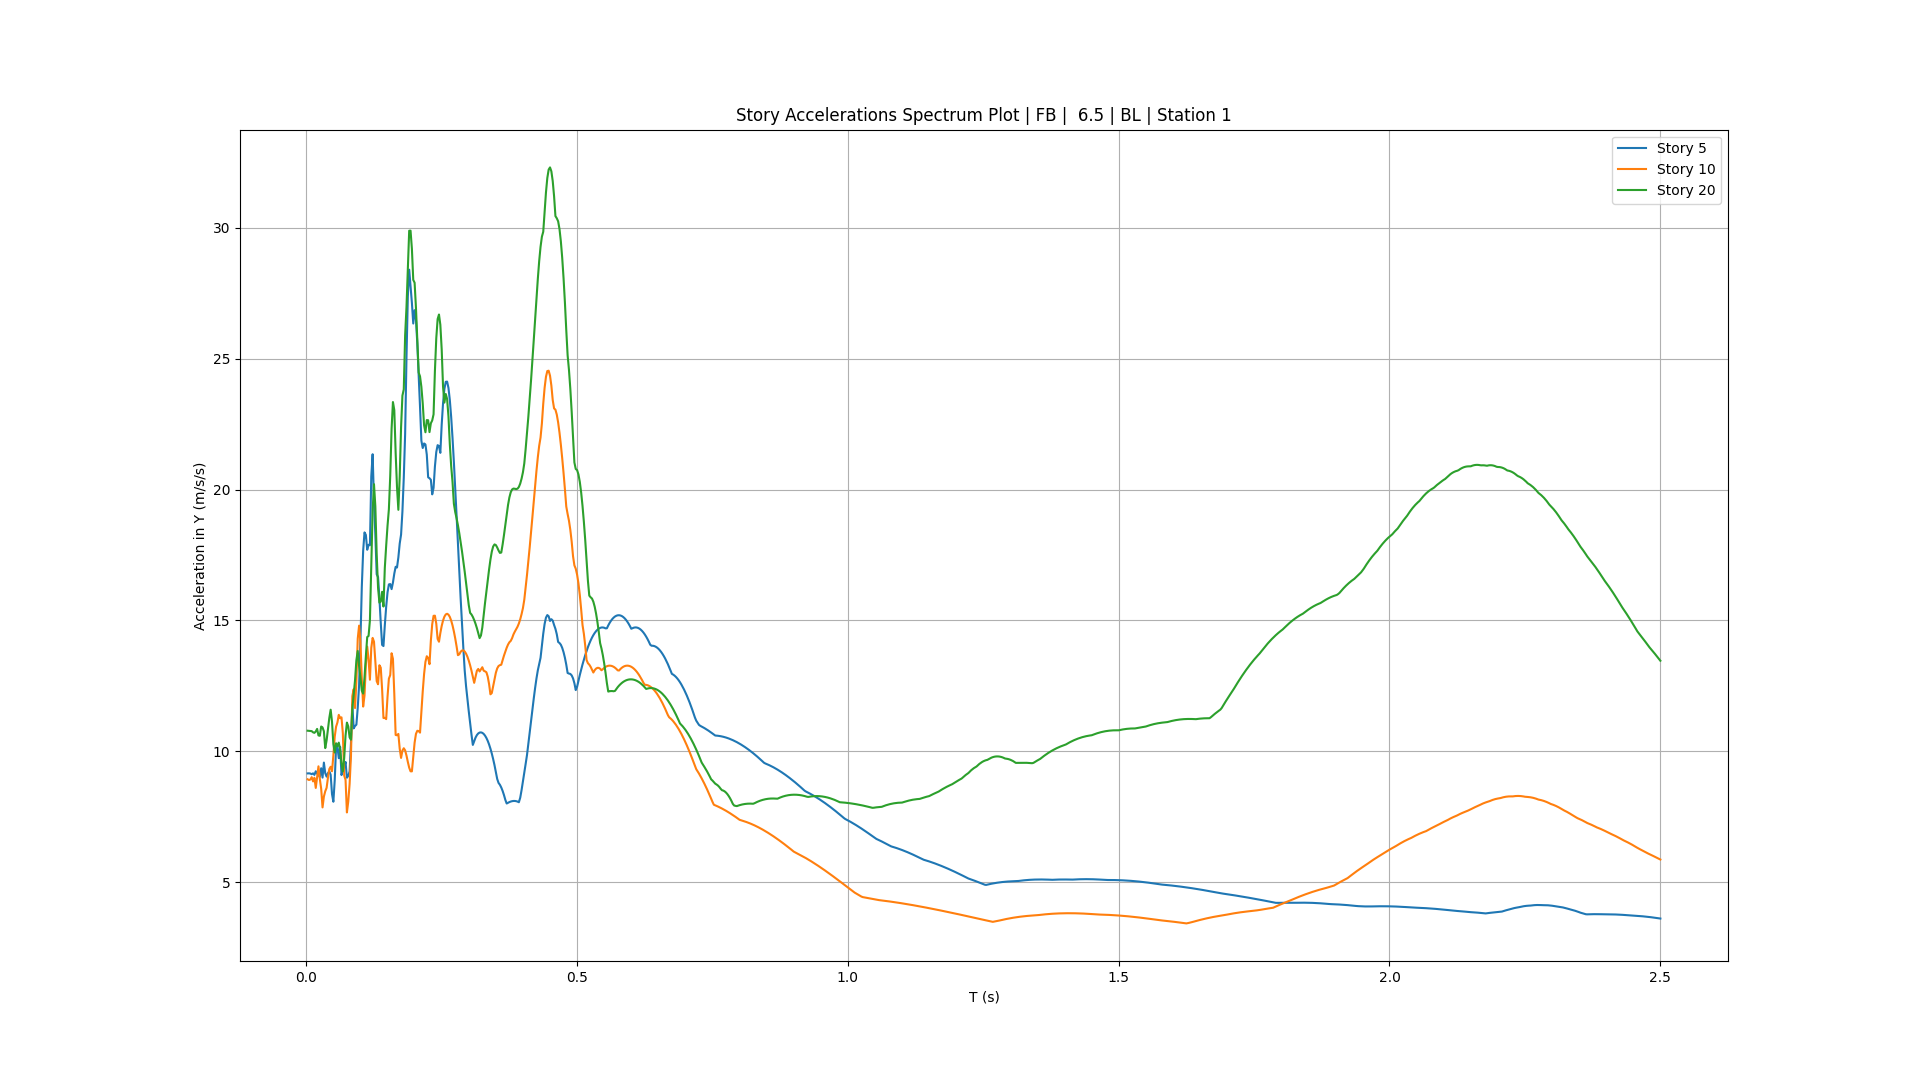 Story Accelerations Spectrum Plot | FB |  6.5 | BL | Station 1
Story 5
Story 10
Story 20
Acceleration in Y (m/s/s)
30
25
20
15
10
5
0.0
0.5
1.0
1.5
2.0
2.5
T (s)